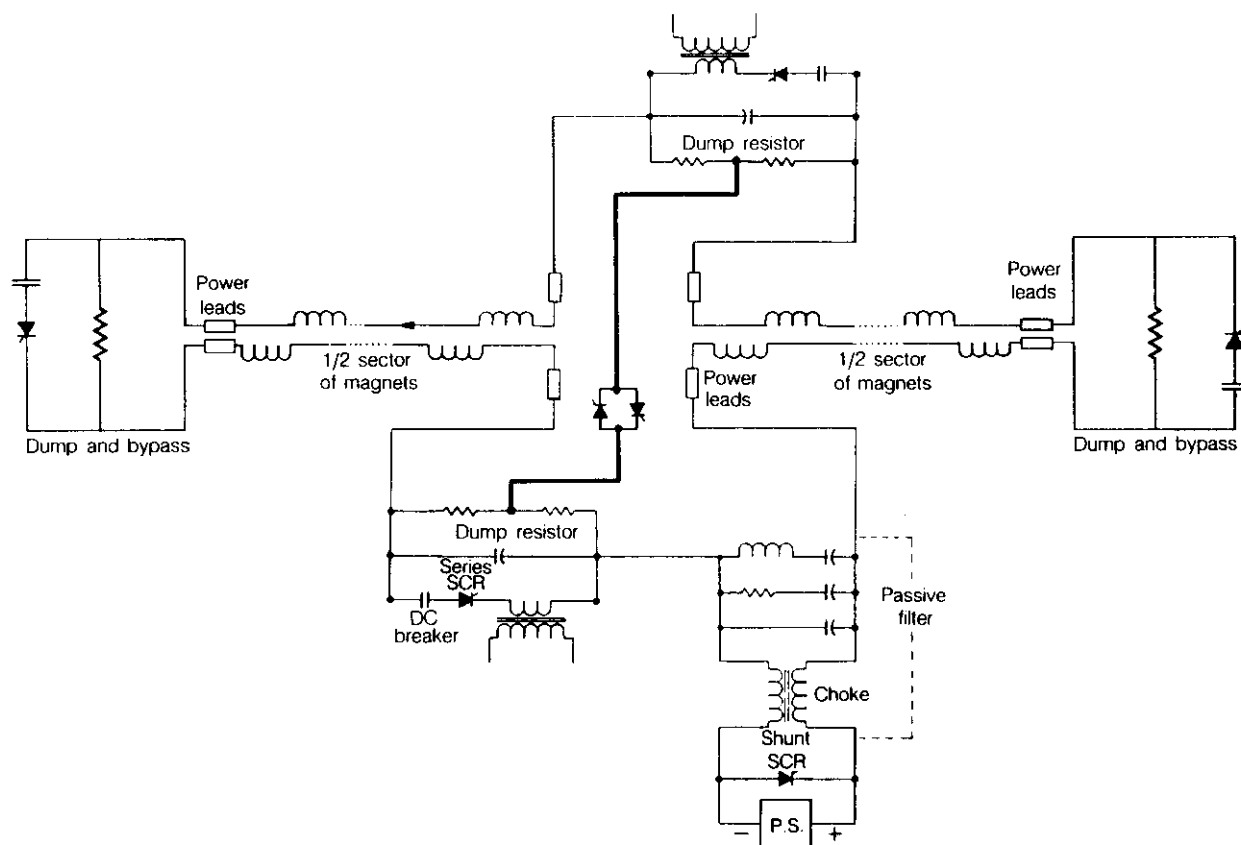 Dump resistor
Power
leads
Power
leads
1/2 sector
of magnets
1/2 sector
of magnets
Power
leads
Dump and bypass
Dump and bypass
Dump resistor
Series
SCR
DC
breaker
Passive
filter
Choke
Shunt
SCR
− P.S. +